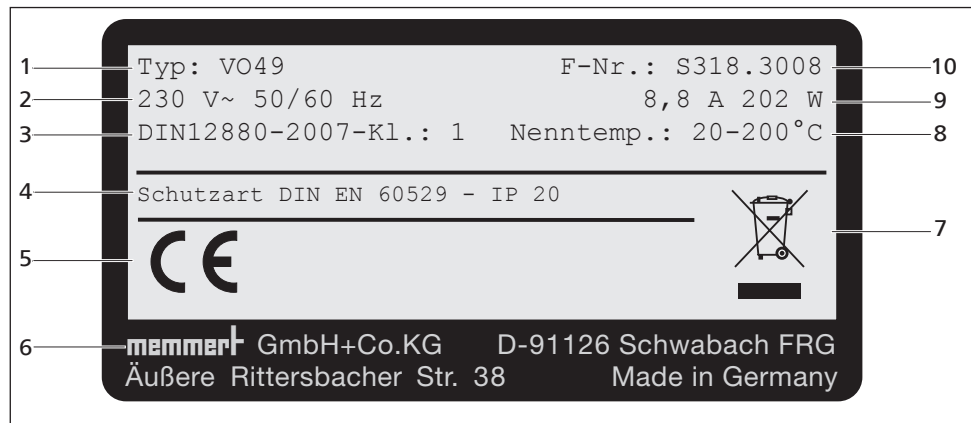 1 Typ: VO49 F-Nr.: S318.3008 10
2 230 V~ 50/60 Hz 8,8 A 202 W 9
3 DIN12880-2007-Kl.: 1 Nenntemp.: 20-200°C 8
4 Schutzart DIN EN 60529 - IP 20
7
5 CE
6 memmert GmbH+Co.KG D-91126 Schwabach FRG
Äußere Rittersbacher Str. 38 Made in Germany